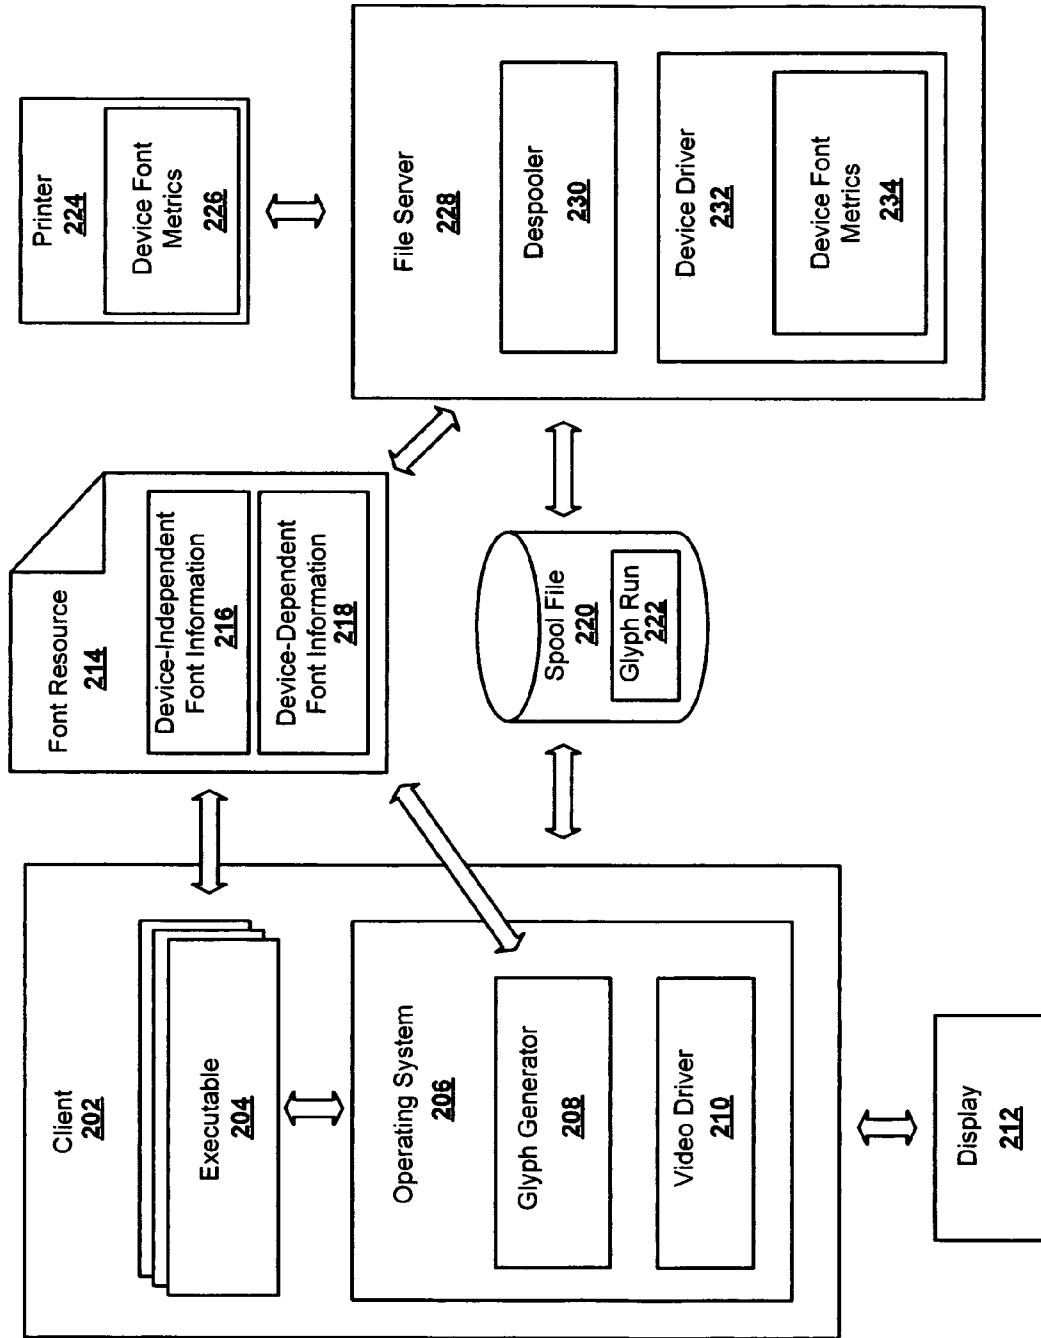 Client
202
Executable
204
Operating System
206
Glyph Generator
208
Video Driver
210
Display
212
Font Resource
214
Device-Independent
Font Information
216
Device-Dependent
Font Information
218
Spool File
220
Glyph Run
222
Printer
224
Device Font
Metrics
226
File Server
228
Despooler
230
Device Driver
232
Device Font
Metrics
234